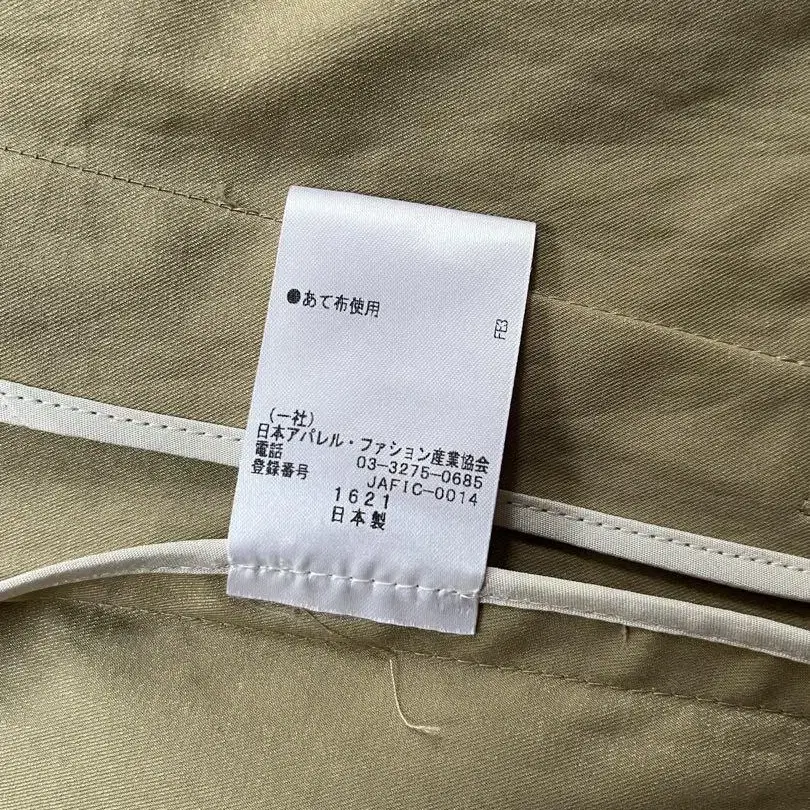 ●あて布使用
(一社)
日本アパレル・ファション産業協会
電話 03-3275-0685
登録番号 JAFIC-0014
1621
日本製